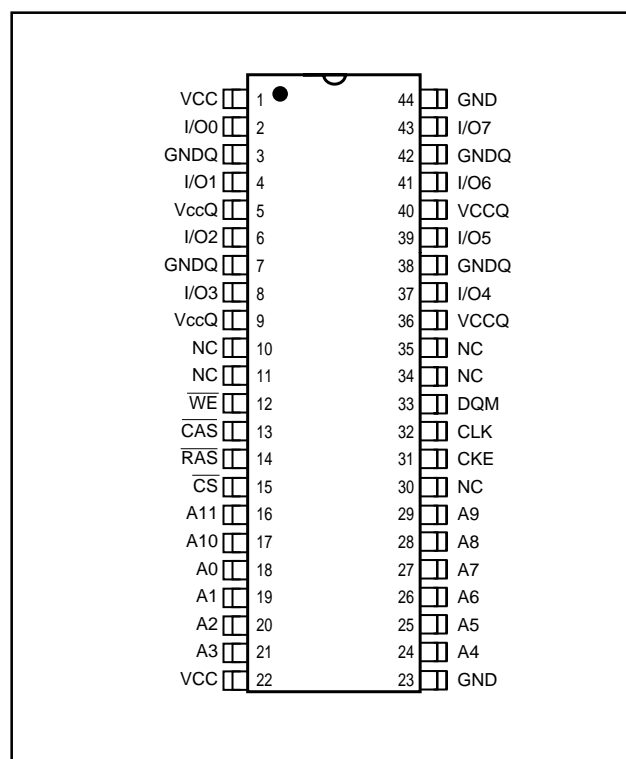 VCC 1 44 GND
I/O0 2 43 I/O7
GNDQ 3 42 GNDQ
I/O1 4 41 I/O6
VccQ 5 40 VCCQ
I/O2 6 39 I/O5
GNDQ 7 38 GNDQ
I/O3 8 37 I/O4
VccQ 9 36 VCCQ
NC 10 35 NC
NC 11 34 NC
W̅E̅ 12 33 DQM
C̅A̅S̅ 13 32 CLK
R̅A̅S̅ 14 31 CKE
C̅S̅ 15 30 NC
A11 16 29 A9
A10 17 28 A8
A0 18 27 A7
A1 19 26 A6
A2 20 25 A5
A3 21 24 A4
VCC 22 23 GND